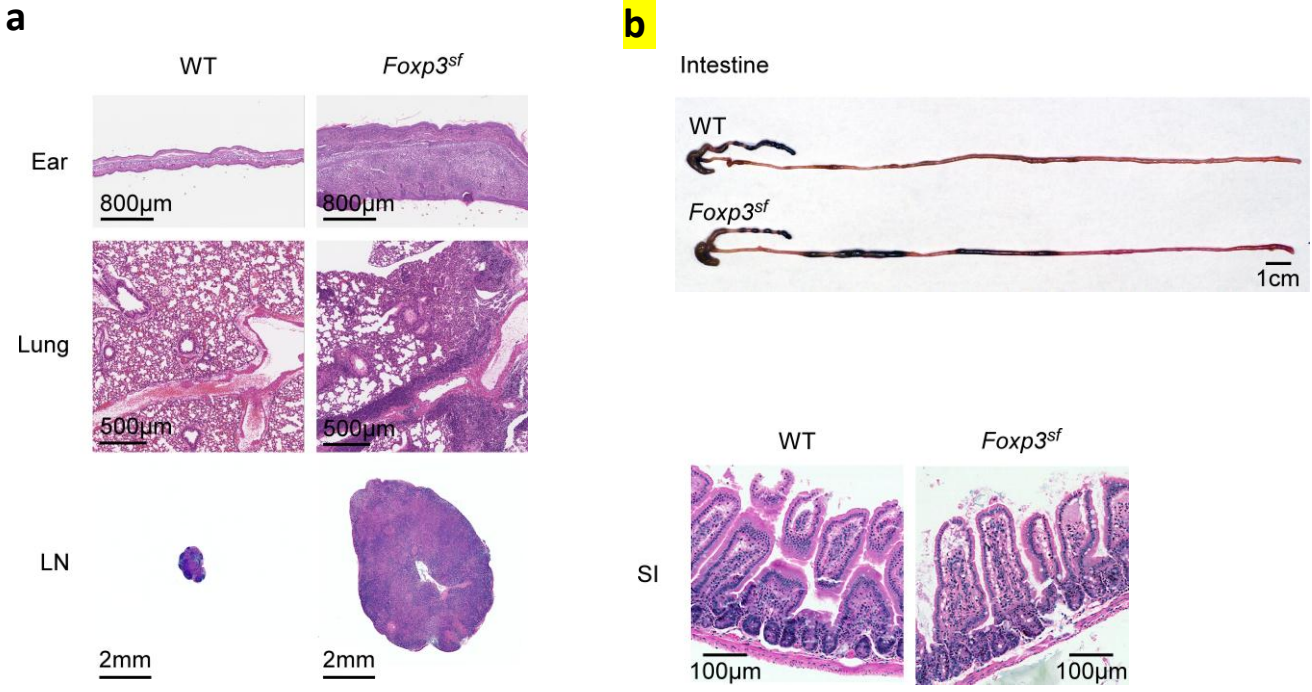 a
WT Foxp3sf
Ear
800µm 800µm
Lung
500µm 500µm
LN
2mm 2mm
b
Intestine
WT
Foxp3sf
1cm
WT Foxp3sf
SI
100µm 100µm